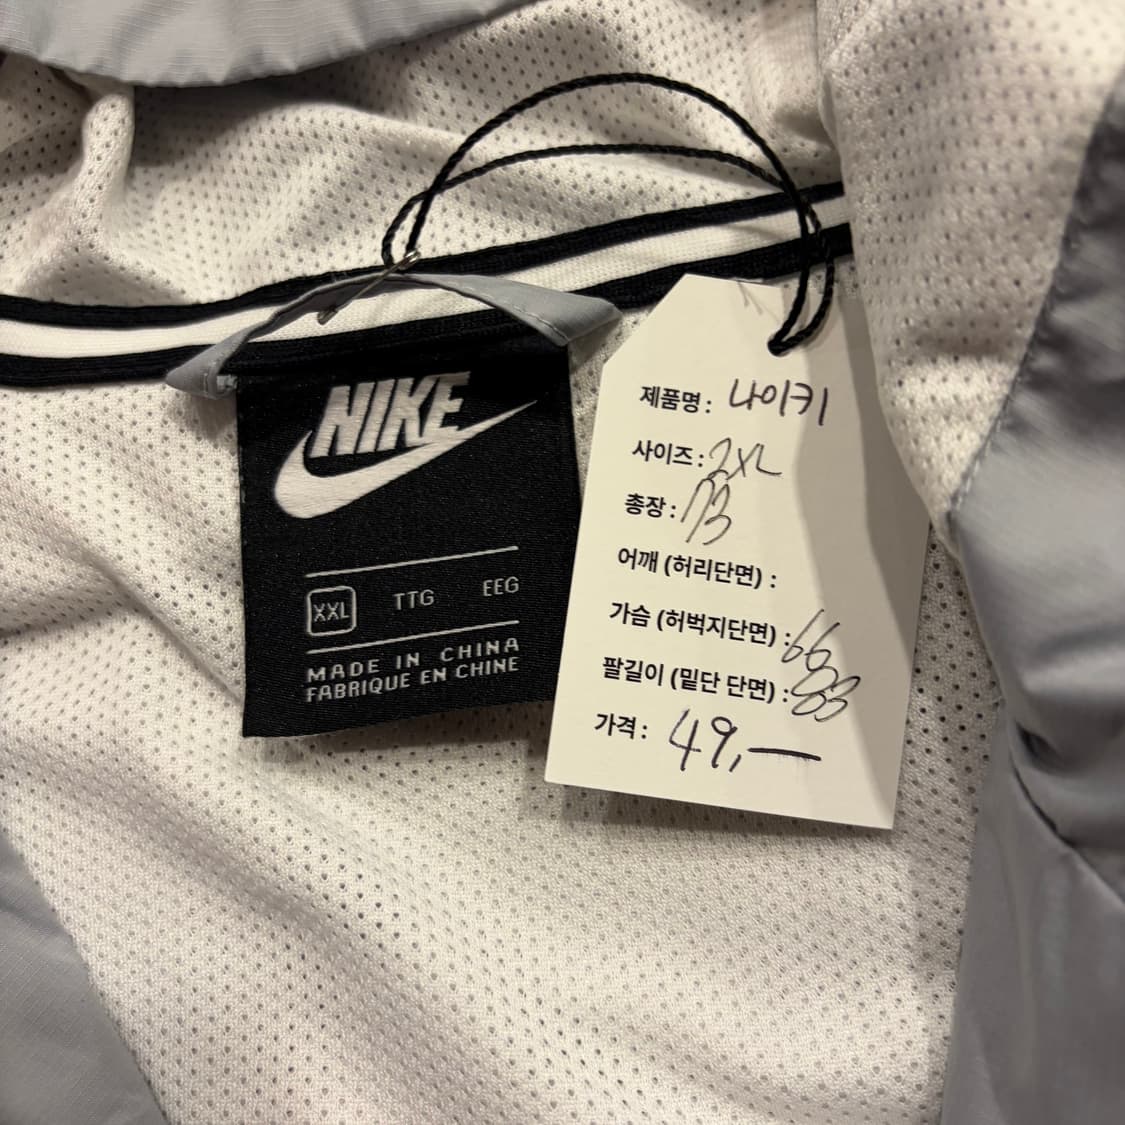 NIKE
XXL TTG EEG
MADE IN CHINA
FABRIQUE EN CHINE
제품명: 나이키
사이즈: 2XL
총장: 73
어깨 (허리단면) :
가슴 (허벅지단면) : 66
팔길이 (밑단 단면) : 83
가격: 49,—